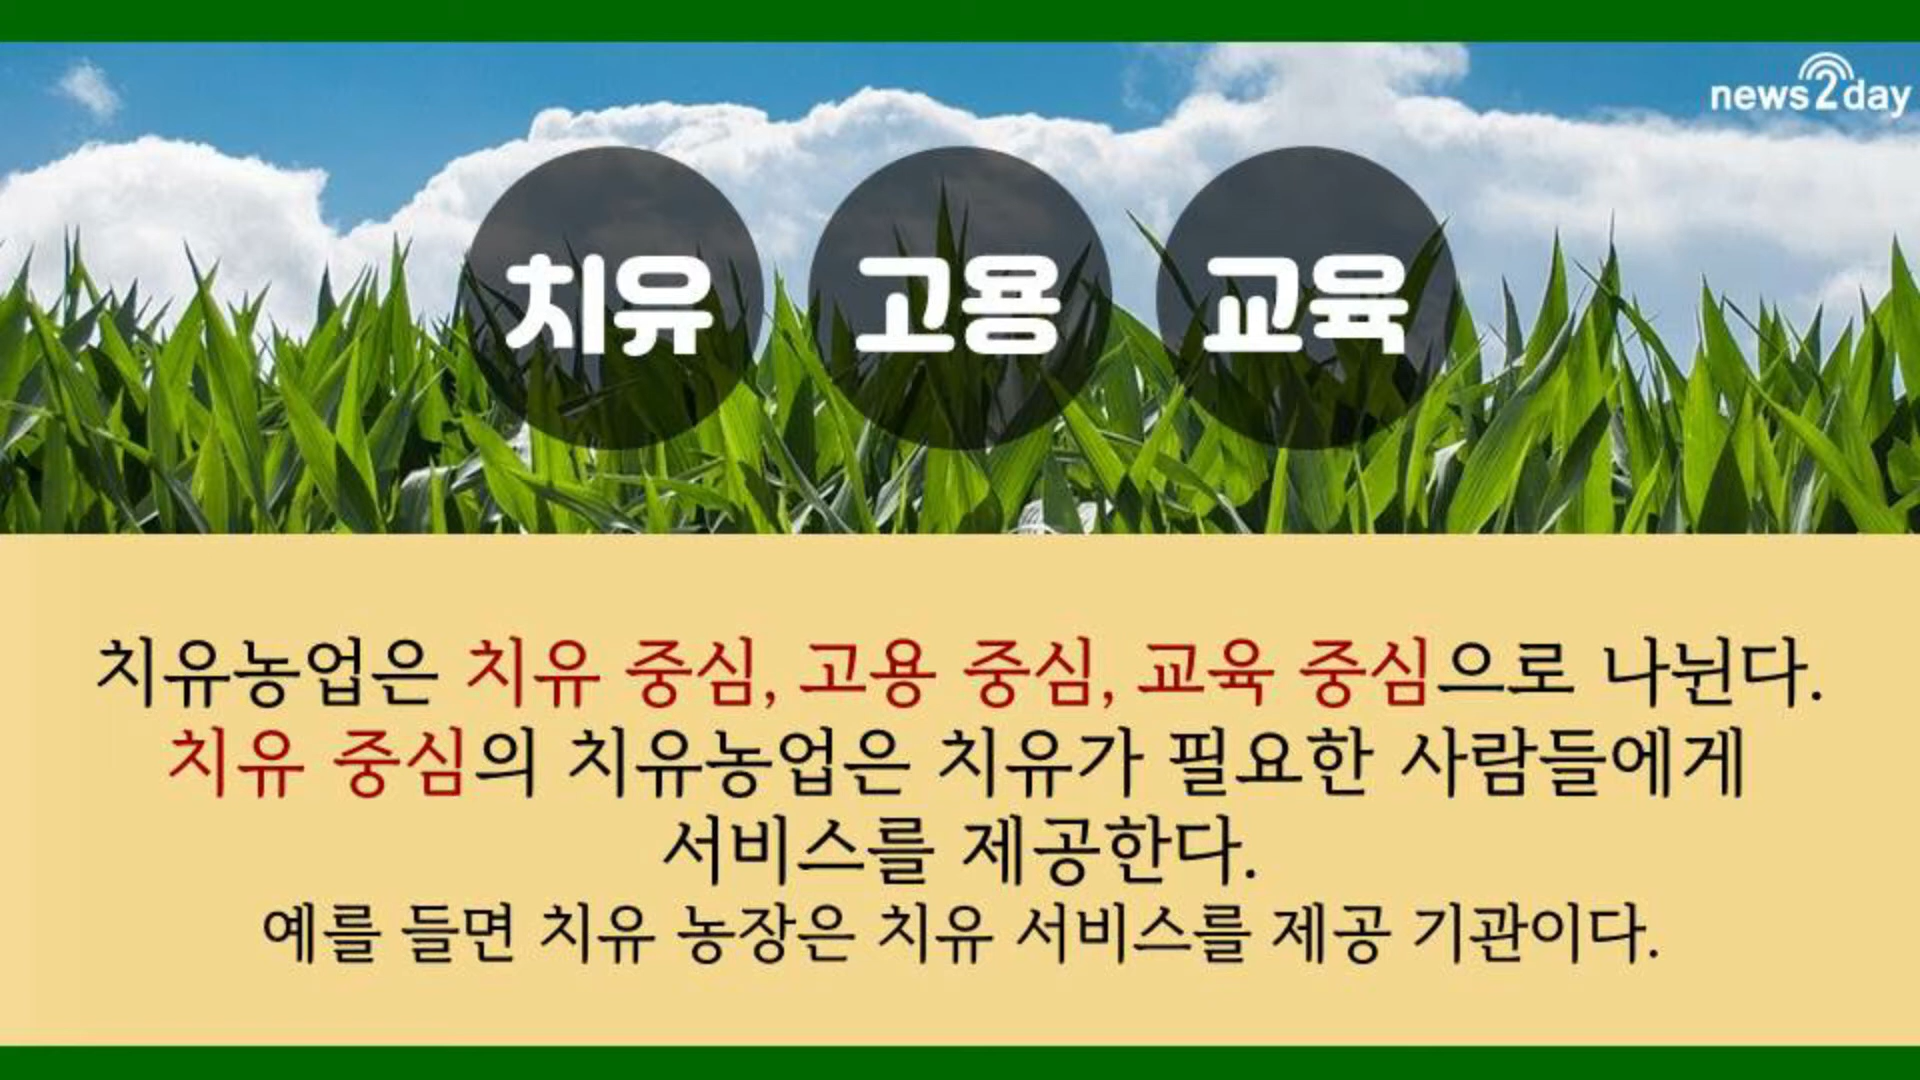 news2day
치유 고용 교육
치유농업은 치유 중심, 고용 중심, 교육 중심으로 나뉜다.
치유 중심의 치유농업은 치유가 필요한 사람들에게
서비스를 제공한다.
예를 들면 치유 농장은 치유 서비스를 제공 기관이다.